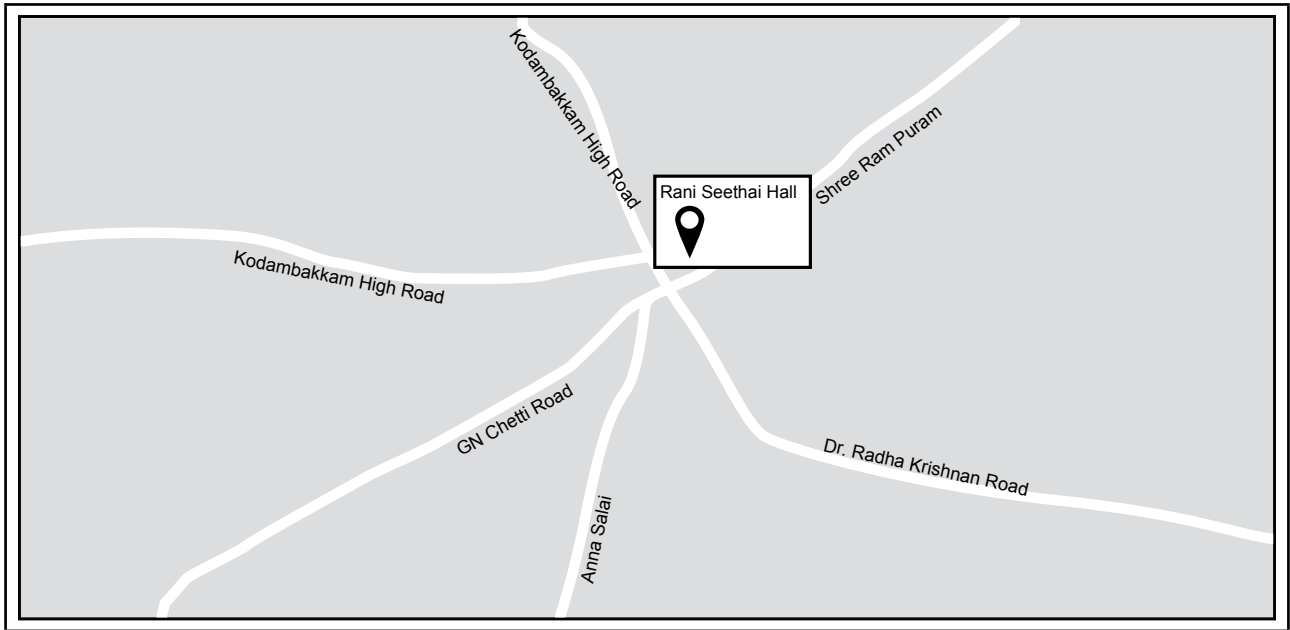 Kodambakkam High Road
Shree Ram Puram
Rani Seethai Hall
Kodambakkam High Road
GN Chetti Road
Dr. Radha Krishnan Road
Anna Salai